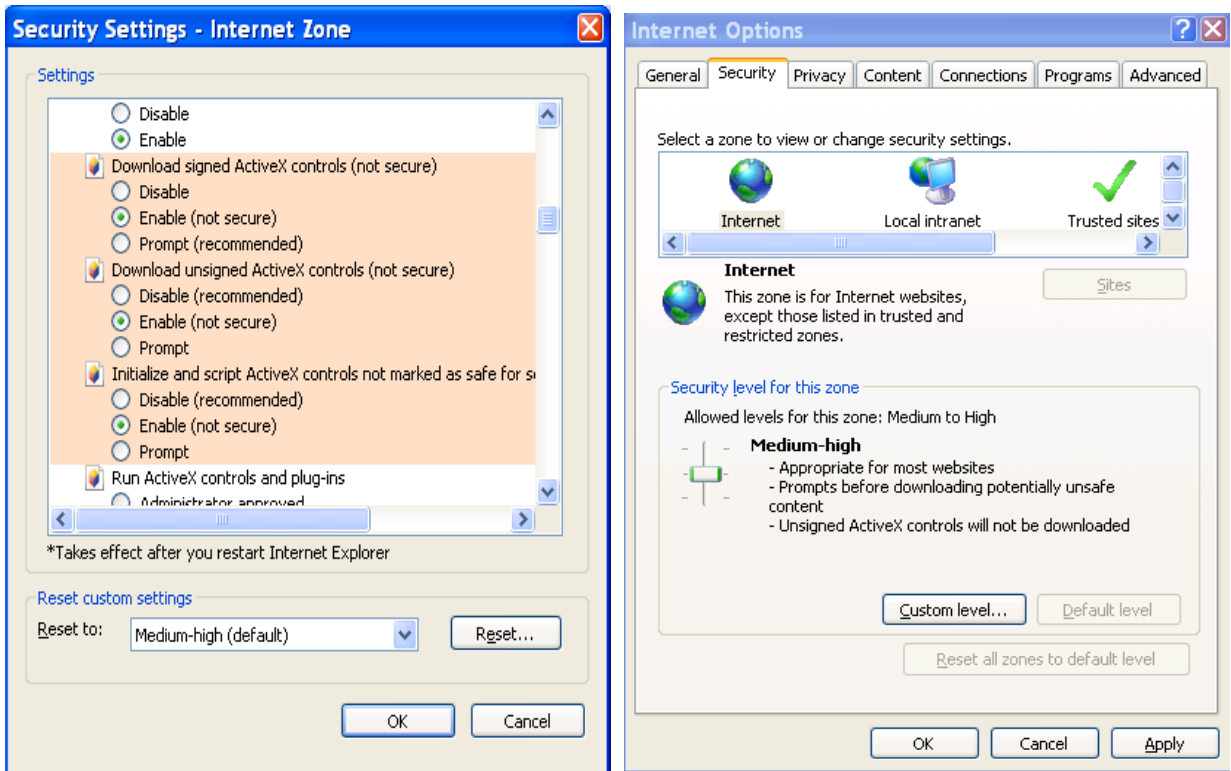 Security Settings - Internet Zone
Settings
Disable
Enable
Download signed ActiveX controls (not secure)
Disable
Enable (not secure)
Prompt (recommended)
Download unsigned ActiveX controls (not secure)
Disable (recommended)
Enable (not secure)
Prompt
Initialize and script ActiveX controls not marked as safe for
Disable (recommended)
Enable (not secure)
Prompt
Run ActiveX controls and plug-ins
Administrator approved
*Takes effect after you restart Internet Explorer
Reset custom settings
Reset to:
Medium-high (default)
Reset...
OK
Cancel
Internet Options
General
Security
Privacy
Content
Connections
Programs
Advanced
Select a zone to view or change security settings.
Internet
Local intranet
Trusted sites
Internet
Sites
This zone is for Internet websites,
except those listed in trusted and
restricted zones.
Security level for this zone
Allowed levels for this zone: Medium to High
Medium-high
- Appropriate for most websites
- Prompts before downloading potentially unsafe
content
- Unsigned ActiveX controls will not be downloaded
Custom level...
Default level
Reset all zones to default level
OK
Cancel
Apply